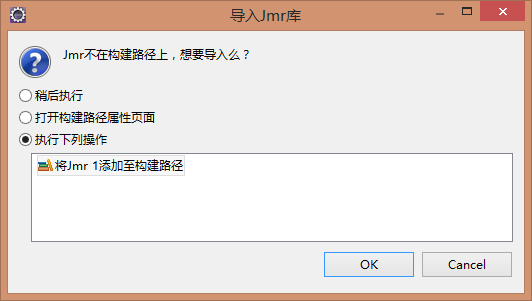 导入Jmr库
Jmr不在构建路径上，想要导入么？
稍后执行
打开构建路径属性页面
执行下列操作
将Jmr 1添加至构建路径
OK
Cancel